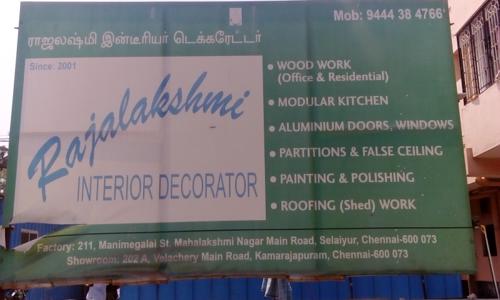 Mob: 9444 38 4766
ராஜலஷ்மி இன்டீரியர் டெக்கரேட்டர்
Since: 2001
Rajalakshmi
INTERIOR DECORATOR
• WOOD WORK
(Office & Residential)
• MODULAR KITCHEN
• ALUMINIUM DOORS, WINDOWS
• PARTITIONS & FALSE CEILING
• PAINTING & POLISHING
• ROOFING (Shed) WORK
Factory: 211, Manimegalai St. Mahalakshmi Nagar Main Road, Selaiyur, Chennai-600 073
Showroom: 202 A, Velachery Main Road, Kamarajapuram, Chennai-600 073